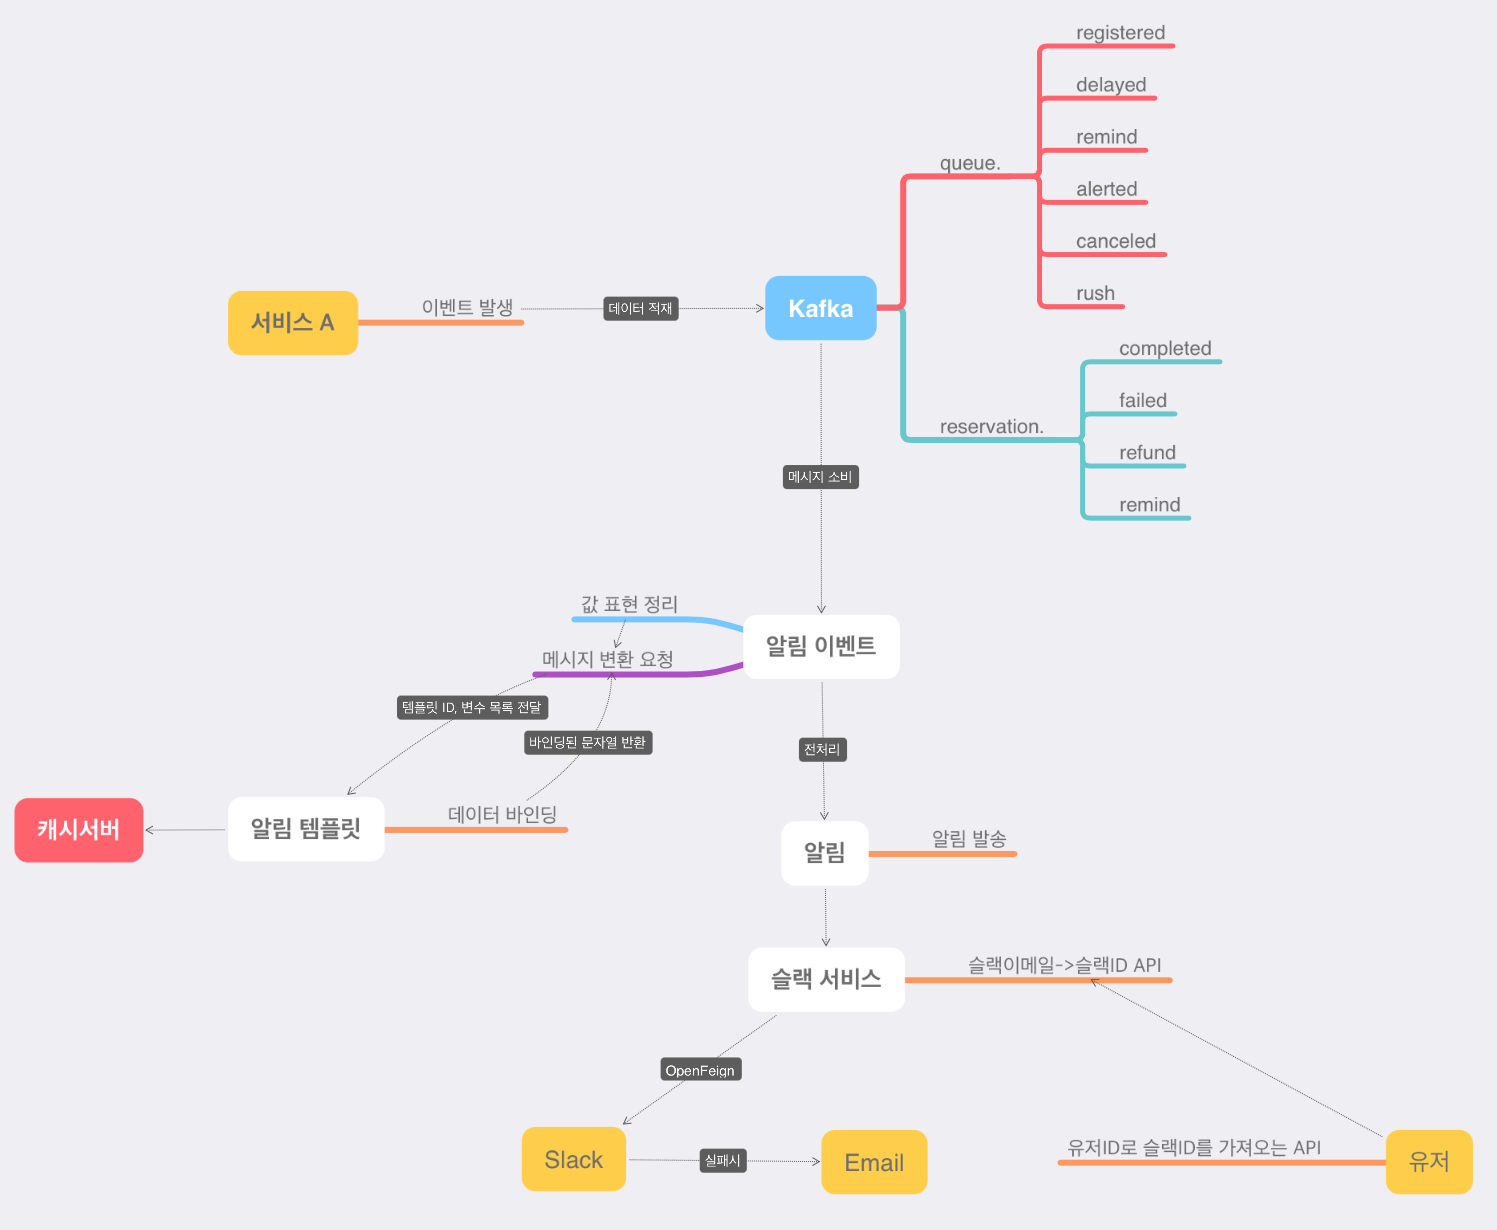 registered
delayed
remind
queue.
alerted
canceled
rush
서비스 A
이벤트 발생
데이터 적재
Kafka
completed
failed
reservation.
refund
remind
메시지 소비
값 표현 정리
메시지 변환 요청
알림 이벤트
템플릿 ID, 변수 목록 전달
바인딩된 문자열 반환
전처리
캐시서버
알림 템플릿
데이터 바인딩
알림
알림 발송
슬랙 서비스
슬랙이메일->슬랙ID API
OpenFeign
Slack
실패시
Email
유저ID로 슬랙ID를 가져오는 API
유저